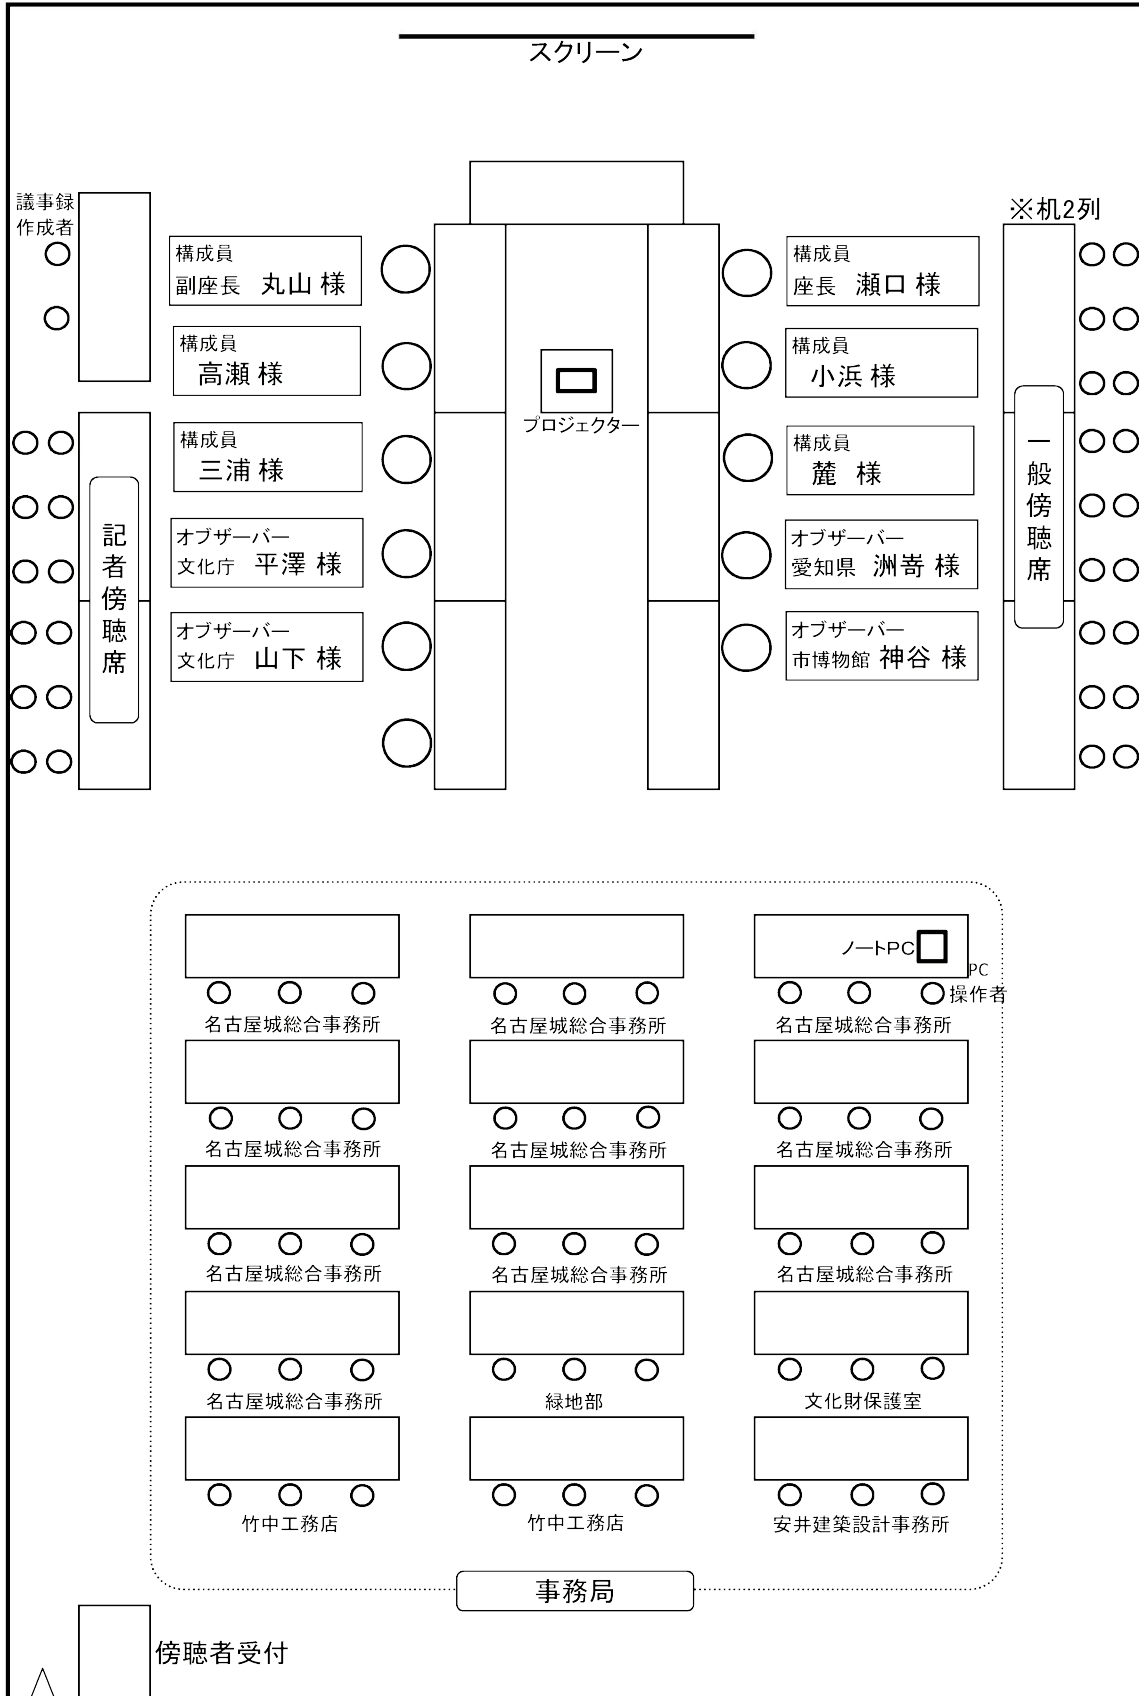 スクリーン
議事録
作成者
※机2列
構成員
副座長 丸山 様
構成員
座長 瀬口 様
構成員
高瀬 様
構成員
小浜 様
プロジェクター
構成員
三浦 様
構成員
麓 様
オブザーバー
文化庁 平澤 様
オブザーバー
愛知県 洲嵜 様
オブザーバー
文化庁 山下 様
オブザーバー
市博物館 神谷 様
記者傍聴席
一般傍聴席
ノートPC
PC
操作者
名古屋城総合事務所
名古屋城総合事務所
名古屋城総合事務所
名古屋城総合事務所
名古屋城総合事務所
名古屋城総合事務所
名古屋城総合事務所
名古屋城総合事務所
名古屋城総合事務所
名古屋城総合事務所
緑地部
文化財保護室
竹中工務店
竹中工務店
安井建築設計事務所
事務局
傍聴者受付